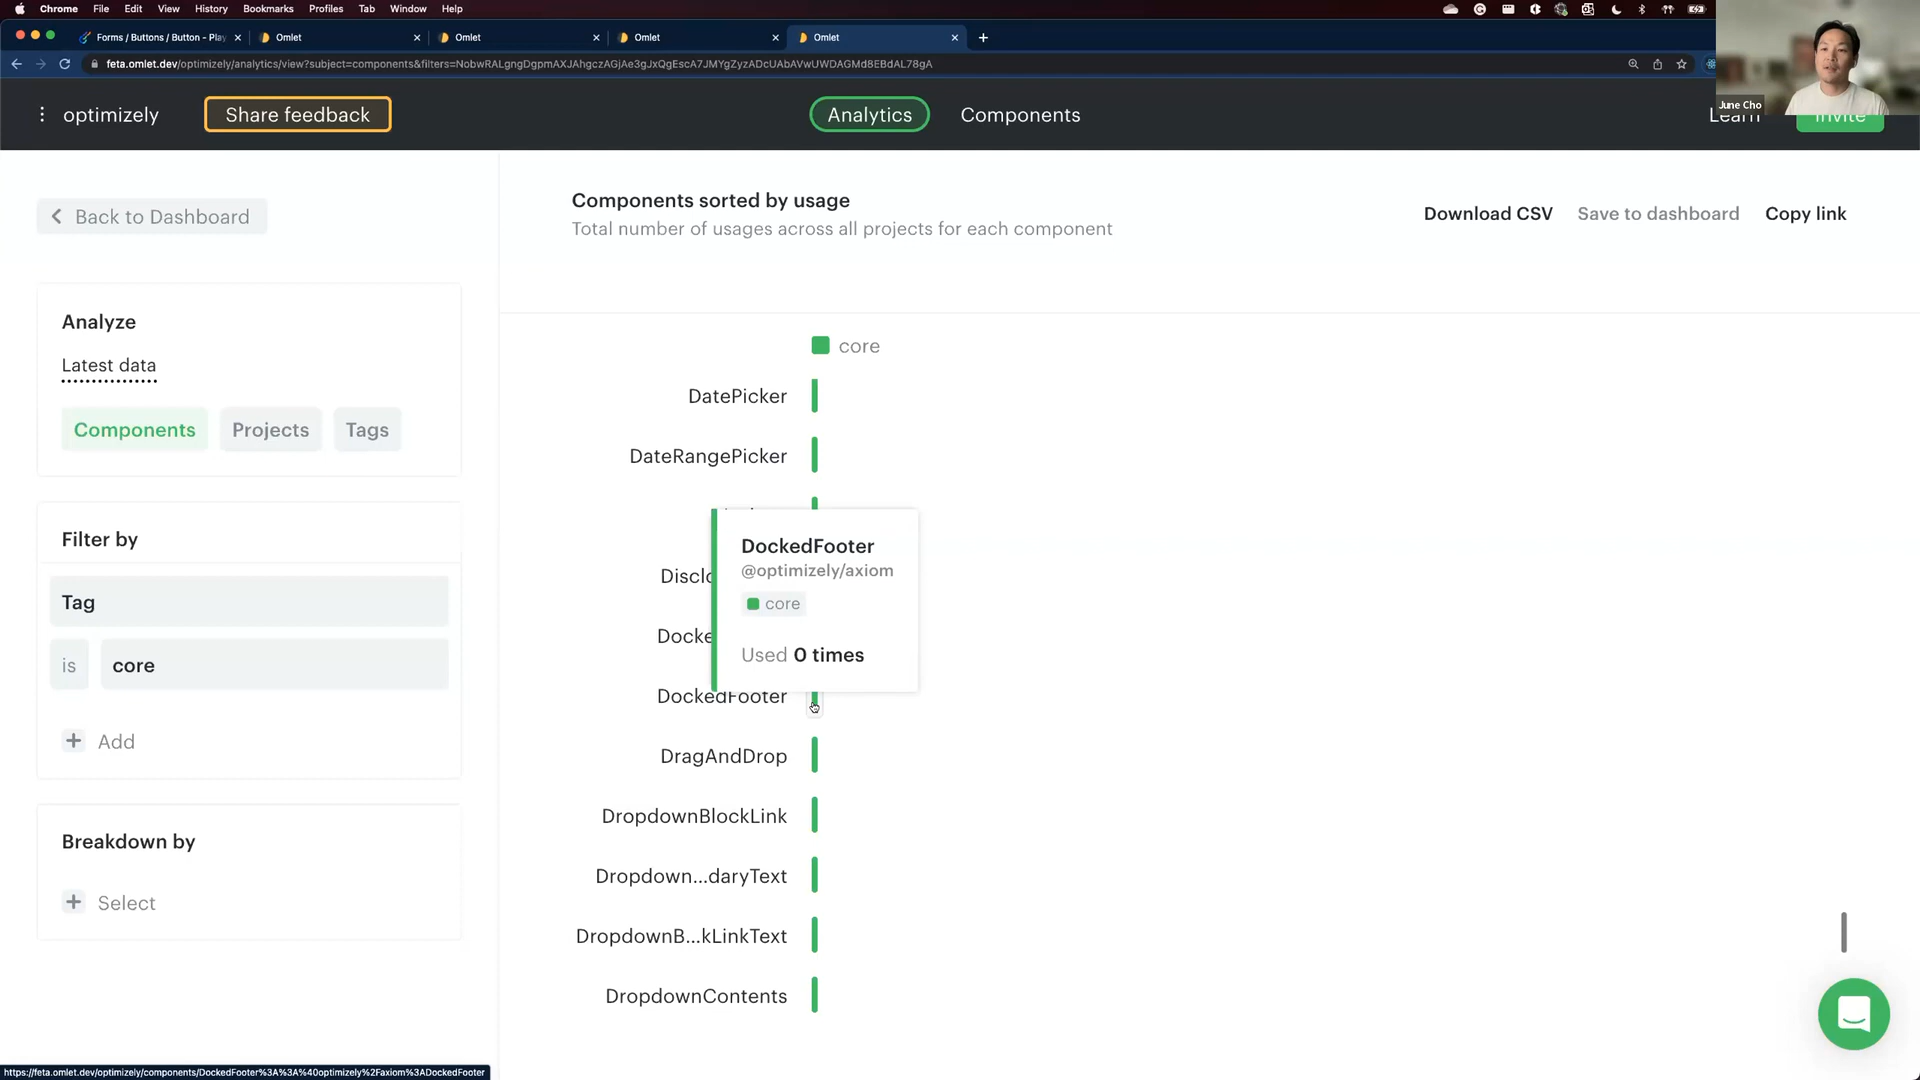 Chrome File Edit View History Bookmarks Profiles Tab Window Help
Forms / Buttons / Button - Play
Omlet
Omlet
Omlet
Omlet
feta.omlet.dev/optimizely/analytics/view?subject=components&filters=NobwRALgngDgpmAXJAhgczAGjAe3gJxQgEscA7JMYgZyzADcUAbAVwUWDAGMd8EBdAL78gA
June Cho
optimizely
Share feedback
Analytics
Components
Learn
Invite
Back to Dashboard
Components sorted by usage
Total number of usages across all projects for each component
Download CSV
Save to dashboard
Copy link
Analyze
Latest data
Components
Projects
Tags
Filter by
Tag
is
core
+ Add
Breakdown by
+ Select
core
DatePicker
DateRangePicker
Disclo
Docke
DockedFooter
DragAndDrop
DropdownBlockLink
Dropdown...daryText
DropdownB...kLinkText
DropdownContents
DockedFooter
@optimizely/axiom
core
Used 0 times
https://feta.omlet.dev/optimizely/components/DockedFooter%3A%3A%40optimizely%2Faxiom%3ADockedFooter